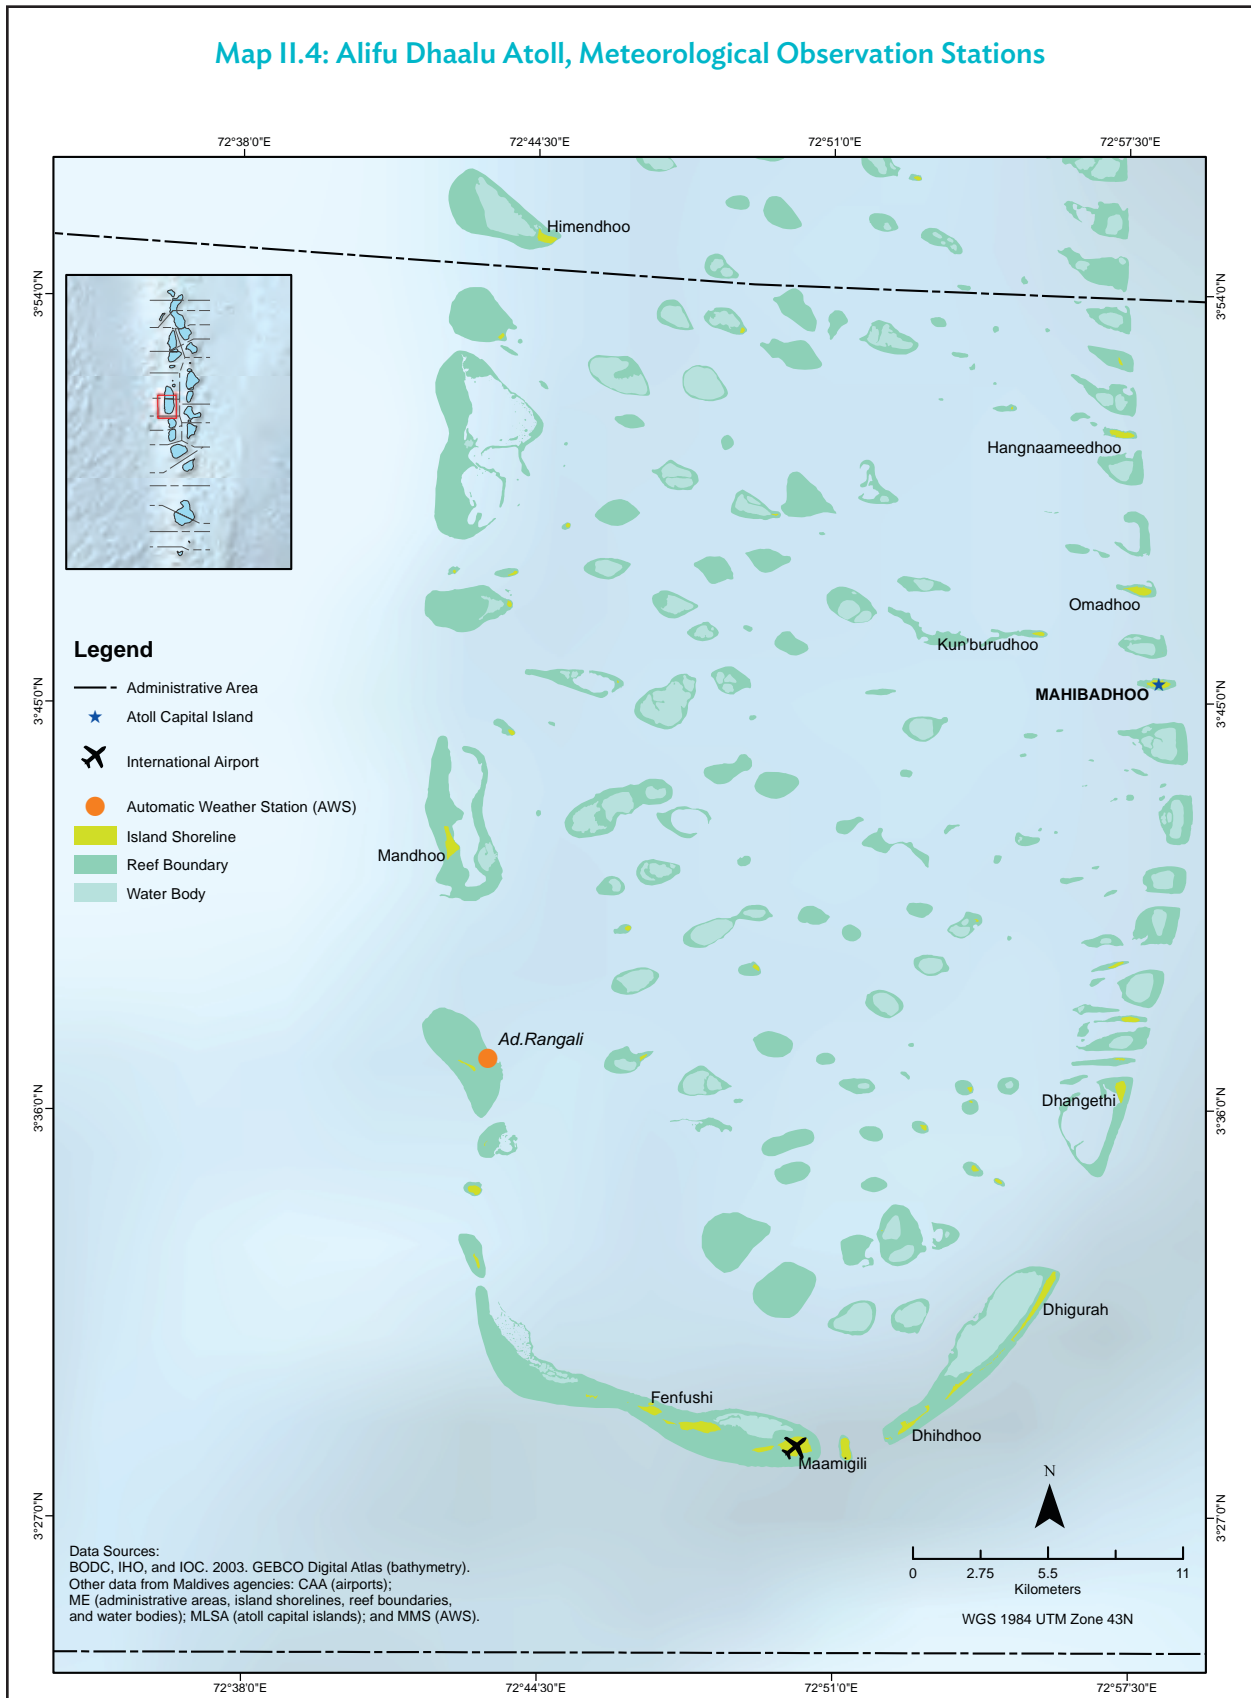 Map II.4: Alifu Dhaalu Atoll, Meteorological Observation Stations
72°38'0"E
72°44'30"E
72°51'0"E
72°57'30"E
Himendhoo
3°54'0"N
3°54'0"N
Hangnaameedhoo
Omadhoo
Kun'burudhoo
MAHIBADHOO
3°45'0"N
3°45'0"N
Legend
Administrative Area
Atoll Capital Island
International Airport
Automatic Weather Station (AWS)
Island Shoreline
Reef Boundary
Water Body
Mandhoo
Ad.Rangali
Dhangethi
3°36'0"N
3°36'0"N
Dhigurah
Fenfushi
Dhihdhoo
Maamigili
3°27'0"N
3°27'0"N
N
0
2.75
5.5
11
Kilometers
WGS 1984 UTM Zone 43N
Data Sources:
BODC, IHO, and IOC. 2003. GEBCO Digital Atlas (bathymetry).
Other data from Maldives agencies: CAA (airports);
ME (administrative areas, island shorelines, reef boundaries,
and water bodies); MLSA (atoll capital islands); and MMS (AWS).
72°38'0"E
72°44'30"E
72°51'0"E
72°57'30"E